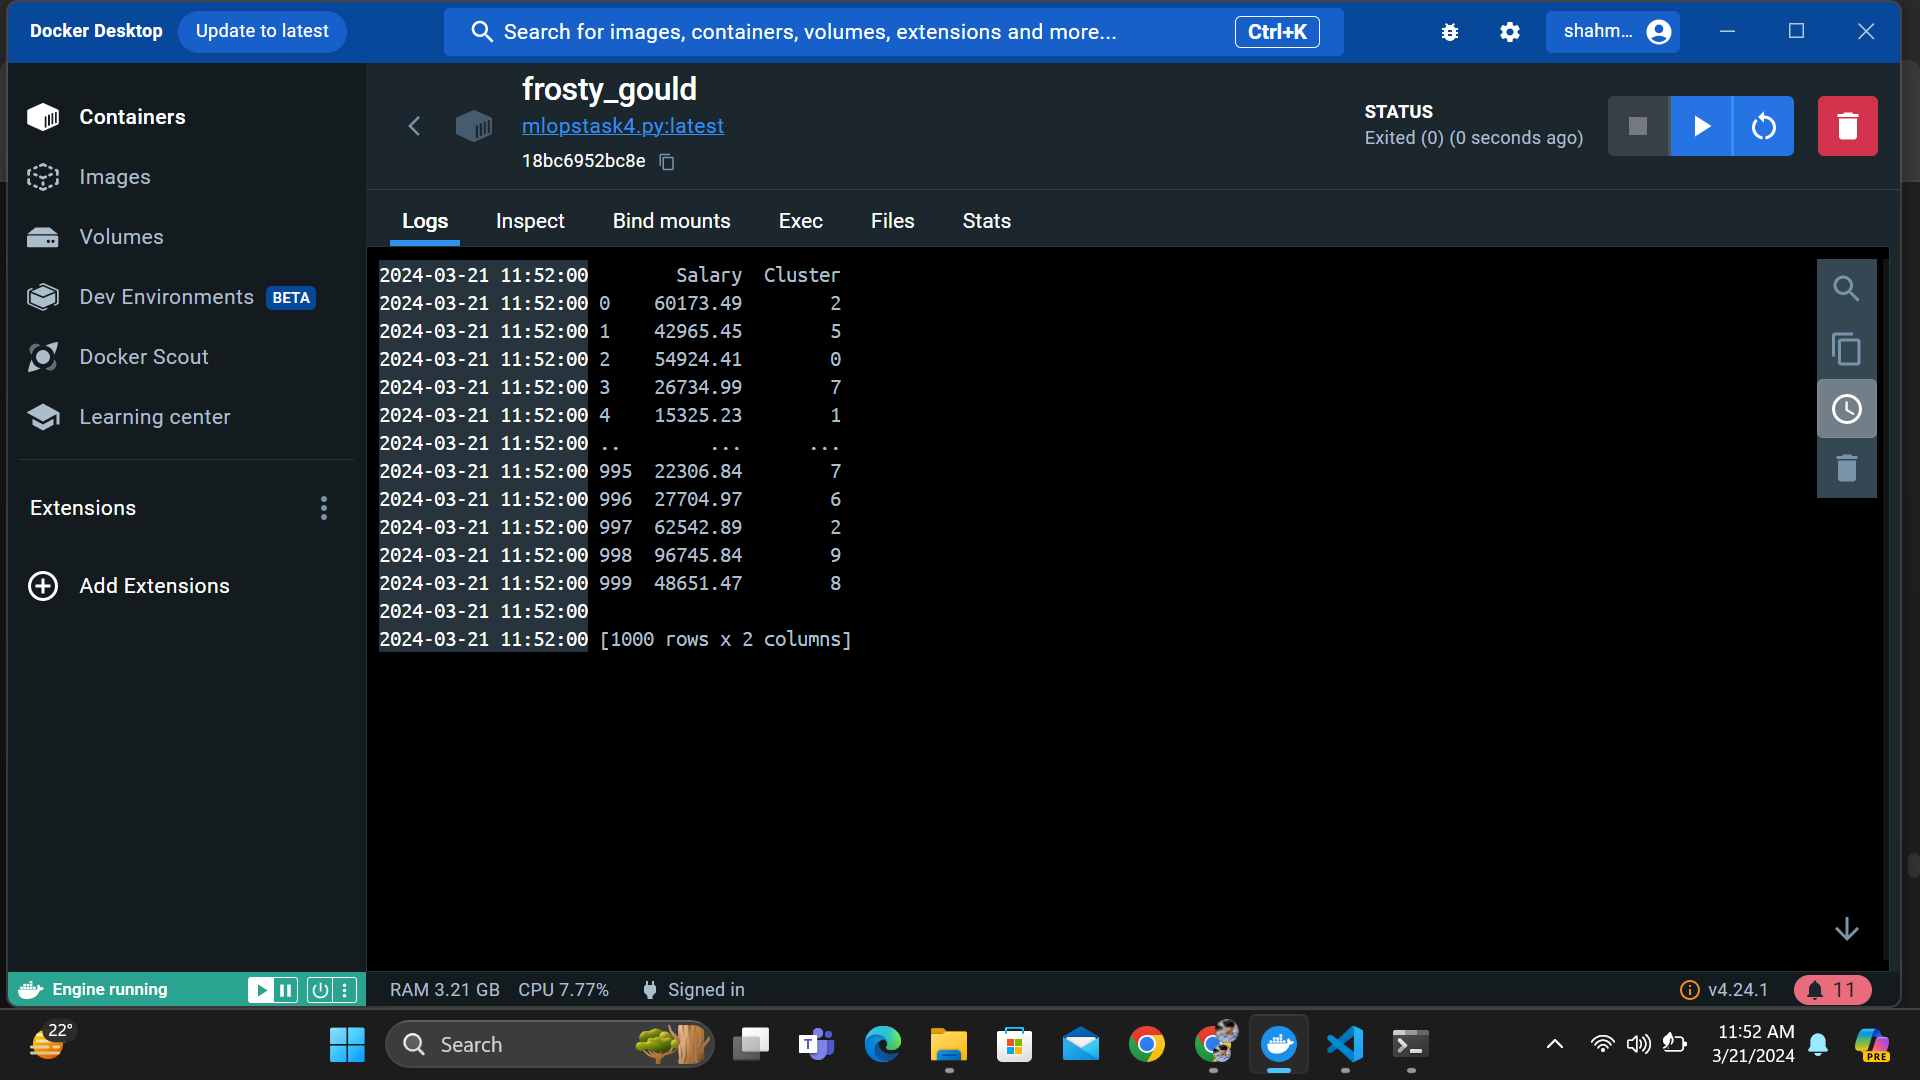 Docker Desktop
Update to latest
Search for images, containers, volumes, extensions and more...
Ctrl+K
shahm...
Containers
Images
Volumes
Dev Environments BETA
Docker Scout
Learning center
Extensions
Add Extensions
frosty_gould
mlopstask4.py:latest
18bc6952bc8e
STATUS
Exited (0) (0 seconds ago)
Logs Inspect Bind mounts Exec Files Stats
2024-03-21 11:52:00 Salary Cluster
2024-03-21 11:52:00 0 60173.49 2
2024-03-21 11:52:00 1 42965.45 5
2024-03-21 11:52:00 2 54924.41 0
2024-03-21 11:52:00 3 26734.99 7
2024-03-21 11:52:00 4 15325.23 1
2024-03-21 11:52:00 .. ... ...
2024-03-21 11:52:00 995 22306.84 7
2024-03-21 11:52:00 996 27704.97 6
2024-03-21 11:52:00 997 62542.89 2
2024-03-21 11:52:00 998 96745.84 9
2024-03-21 11:52:00 999 48651.47 8
2024-03-21 11:52:00
2024-03-21 11:52:00 [1000 rows x 2 columns]
Engine running
RAM 3.21 GB CPU 7.77% Signed in
v4.24.1
11
22°
Search
T
11:52 AM
3/21/2024
PRE